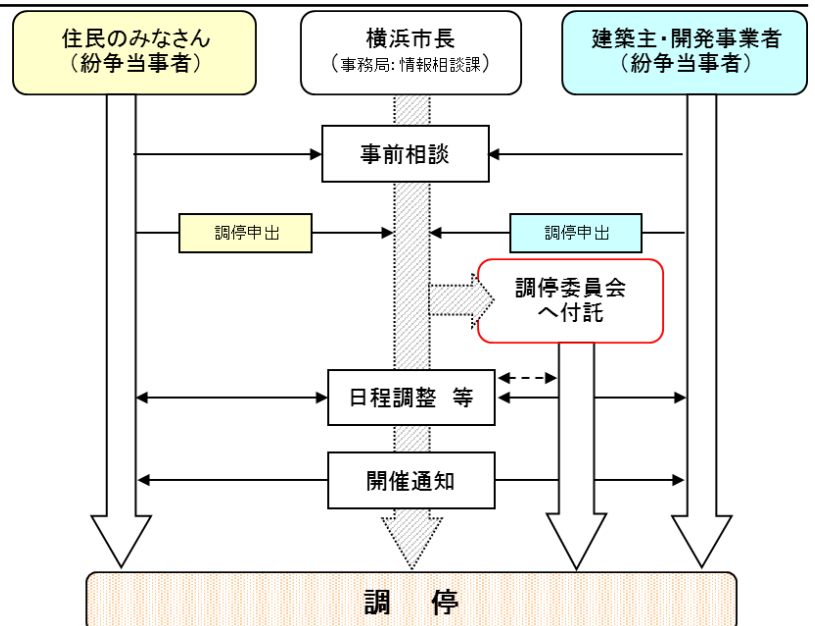 住民のみなさん
（紛争当事者）
横浜市長
（事務局：情報相談課）
建築主・開発事業者
（紛争当事者）
事前相談
調停申出
調停申出
調停委員会
へ付託
日程調整　等
開催通知
調　停